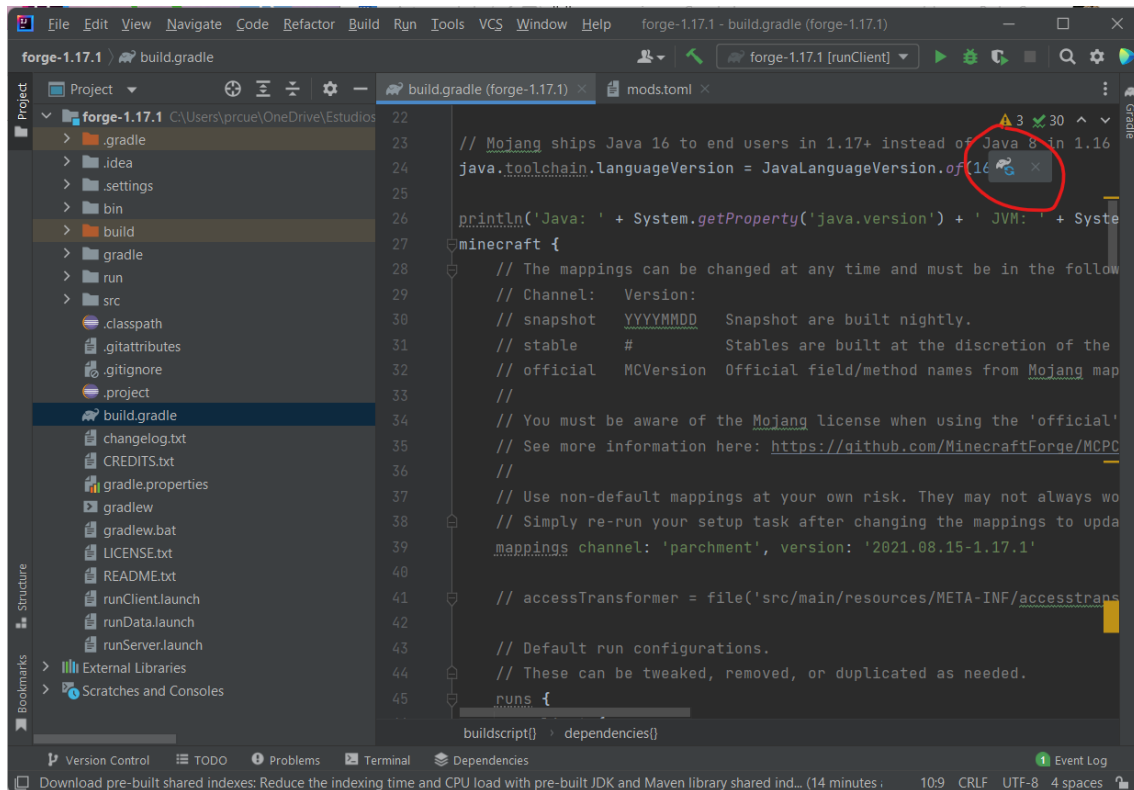 File Edit View Navigate Code Refactor Build Run Tools VCS Window Help forge-1.17.1 - build.gradle (forge-1.17.1)
forge-1.17.1 build.gradle forge-1.17.1 [runClient]
Project build.gradle (forge-1.17.1) mods.toml
Project
Gradle
Structure
Bookmarks
forge-1.17.1 C:\Users\prcue\OneDrive\Estudios
.gradle
.idea
.settings
bin
build
gradle
run
src
.classpath
.gitattributes
.gitignore
.project
build.gradle
changelog.txt
CREDITS.txt
gradle.properties
gradlew
gradlew.bat
LICENSE.txt
README.txt
runClient.launch
runData.launch
runServer.launch
External Libraries
Scratches and Consoles
3 30
22
23 // Mojang ships Java 16 to end users in 1.17+ instead of Java 8 in 1.16
24 java.toolchain.languageVersion = JavaLanguageVersion.of(16
25
26 println('Java: ' + System.getProperty('java.version') + ' JVM: ' + Syste
27 minecraft {
28 // The mappings can be changed at any time and must be in the follow
29 // Channel: Version:
30 // snapshot YYYYMMDD Snapshot are built nightly.
31 // stable # Stables are built at the discretion of the
32 // official MCVersion Official field/method names from Mojang map
33 //
34 // You must be aware of the Mojang license when using the 'official'
35 // See more information here: https://github.com/MinecraftForge/MCPC
36 //
37 // Use non-default mappings at your own risk. They may not always wo
38 // Simply re-run your setup task after changing the mappings to upda
39 mappings channel: 'parchment', version: '2021.08.15-1.17.1'
40
41 // accessTransformer = file('src/main/resources/META-INF/accesstrans
42
43 // Default run configurations.
44 // These can be tweaked, removed, or duplicated as needed.
45 runs {
buildscript{} › dependencies{}
Version Control TODO Problems Terminal Dependencies 1 Event Log
Download pre-built shared indexes: Reduce the indexing time and CPU load with pre-built JDK and Maven library shared ind... (14 minutes 10:9 CRLF UTF-8 4 spaces